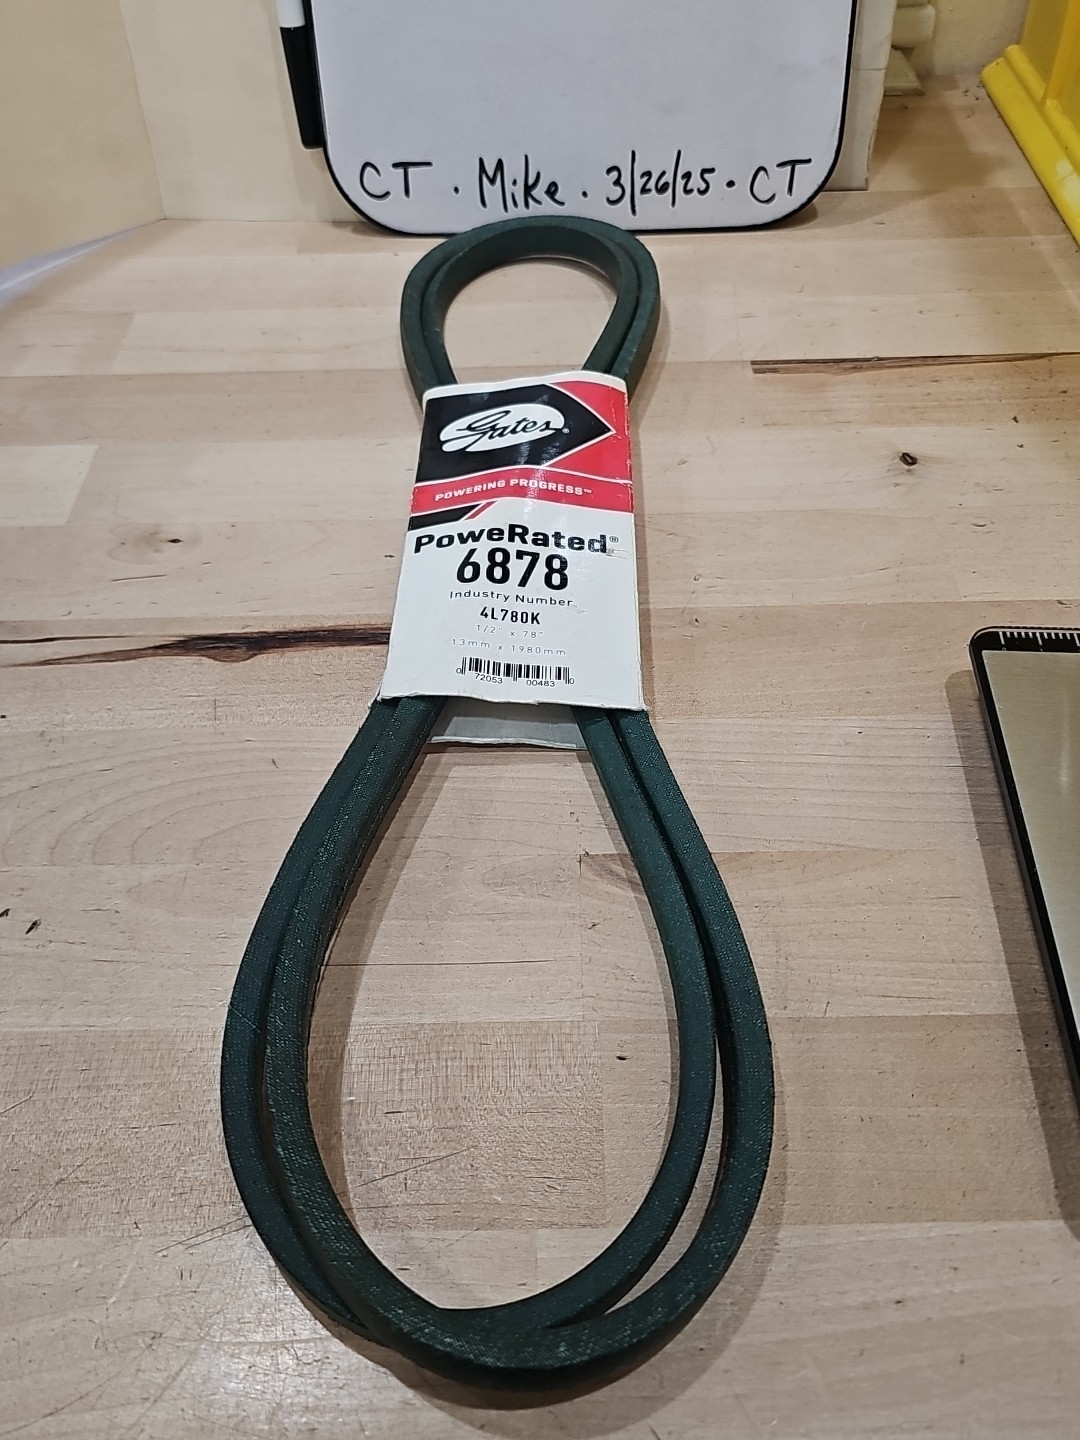 CT . Mike . 3/26/25 . CT
Gates®
POWERING PROGRESS™
PoweRated®
6878
Industry Number
4L780K
1/2" x 78"
13mm x 1980mm
0 72053 00483 0